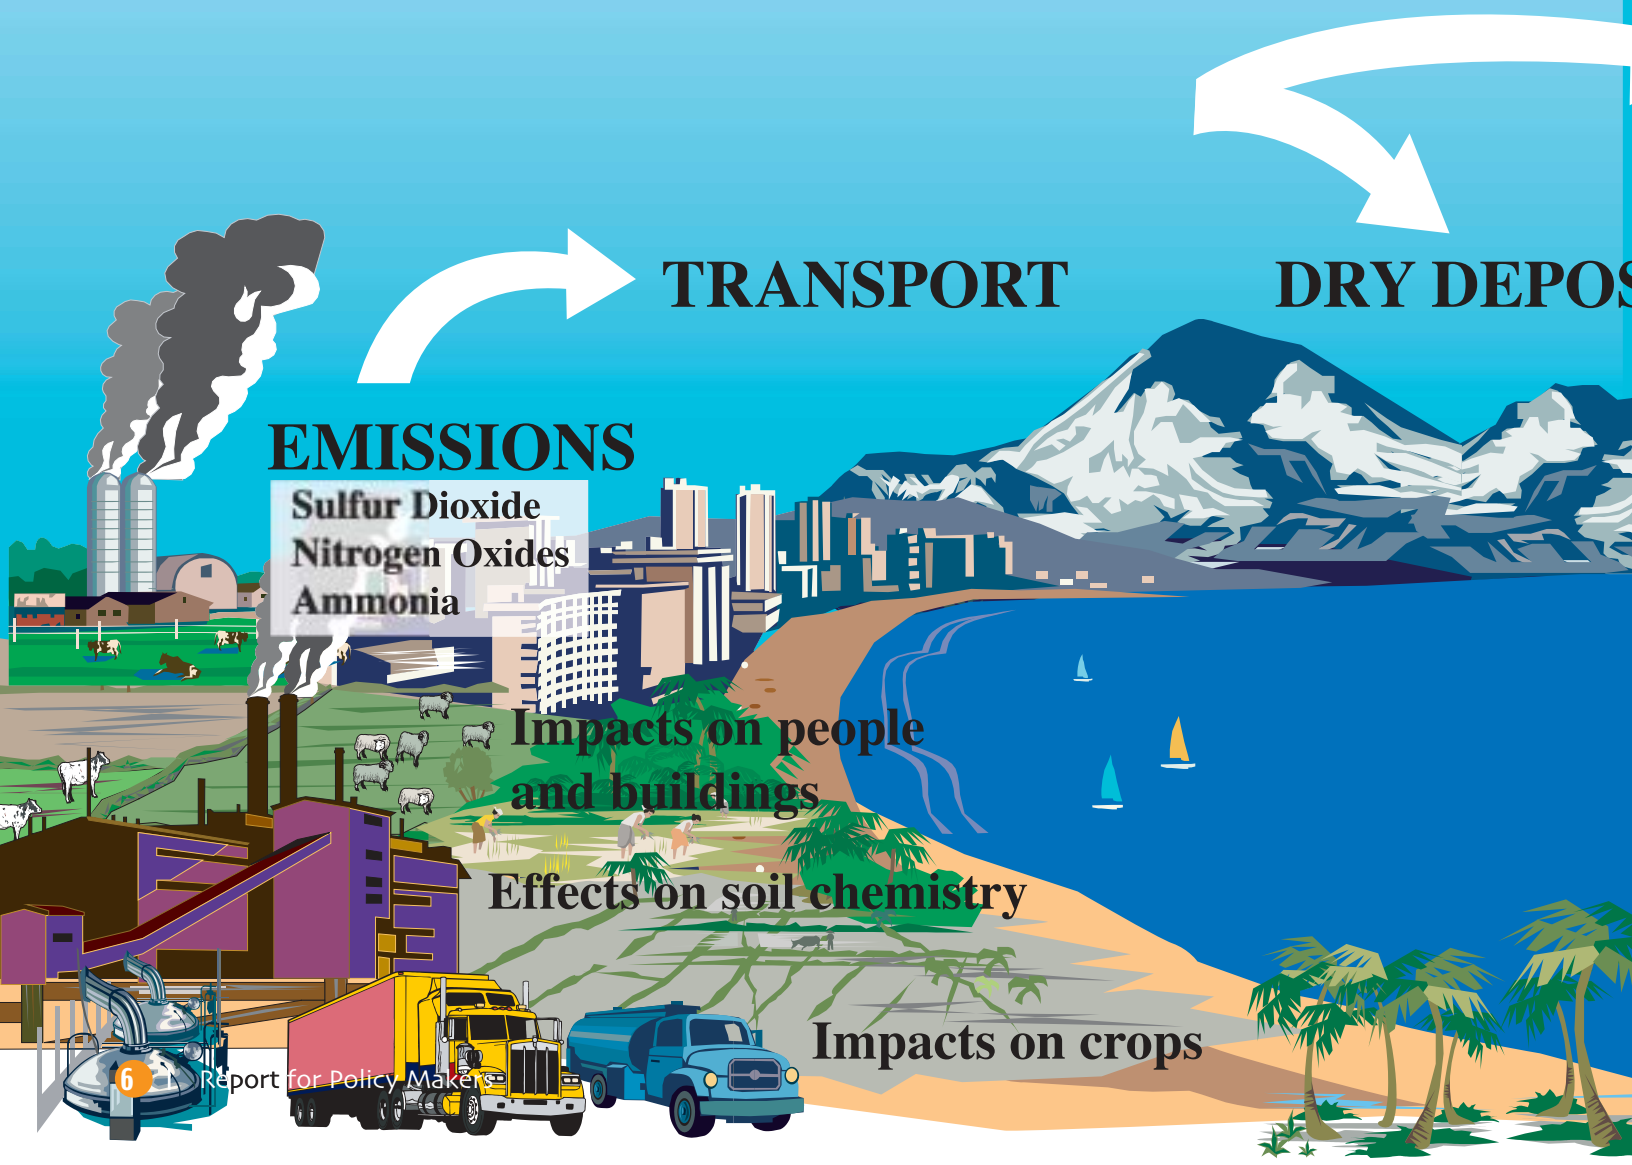 TRANSPORT
DRY DEPOS
EMISSIONS
Sulfur Dioxide
Nitrogen Oxides
Ammonia
Impacts on people
and buildings
Effects on soil chemistry
Impacts on crops
6 Report for Policy Makers